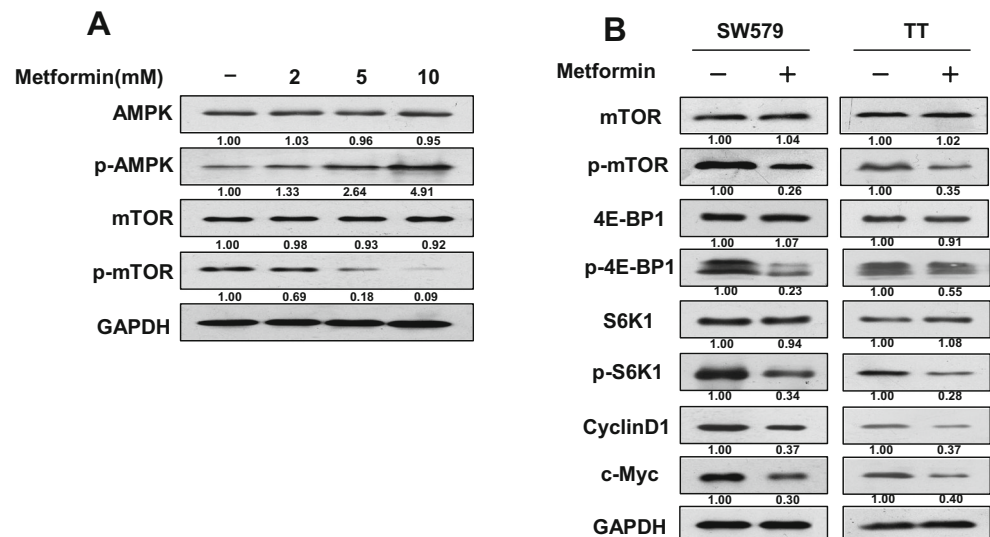 A
Metformin(mM) – 2 5 10
AMPK
1.00 1.03 0.96 0.95
p-AMPK
1.00 1.33 2.64 4.91
mTOR
1.00 0.98 0.93 0.92
p-mTOR
1.00 0.69 0.18 0.09
GAPDH
B
SW579 TT
Metformin – + – +
mTOR
1.00 1.04 1.00 1.02
p-mTOR
1.00 0.26 1.00 0.35
4E-BP1
1.00 1.07 1.00 0.91
p-4E-BP1
1.00 0.23 1.00 0.55
S6K1
1.00 0.94 1.00 1.08
p-S6K1
1.00 0.34 1.00 0.28
CyclinD1
1.00 0.37 1.00 0.37
c-Myc
1.00 0.30 1.00 0.40
GAPDH